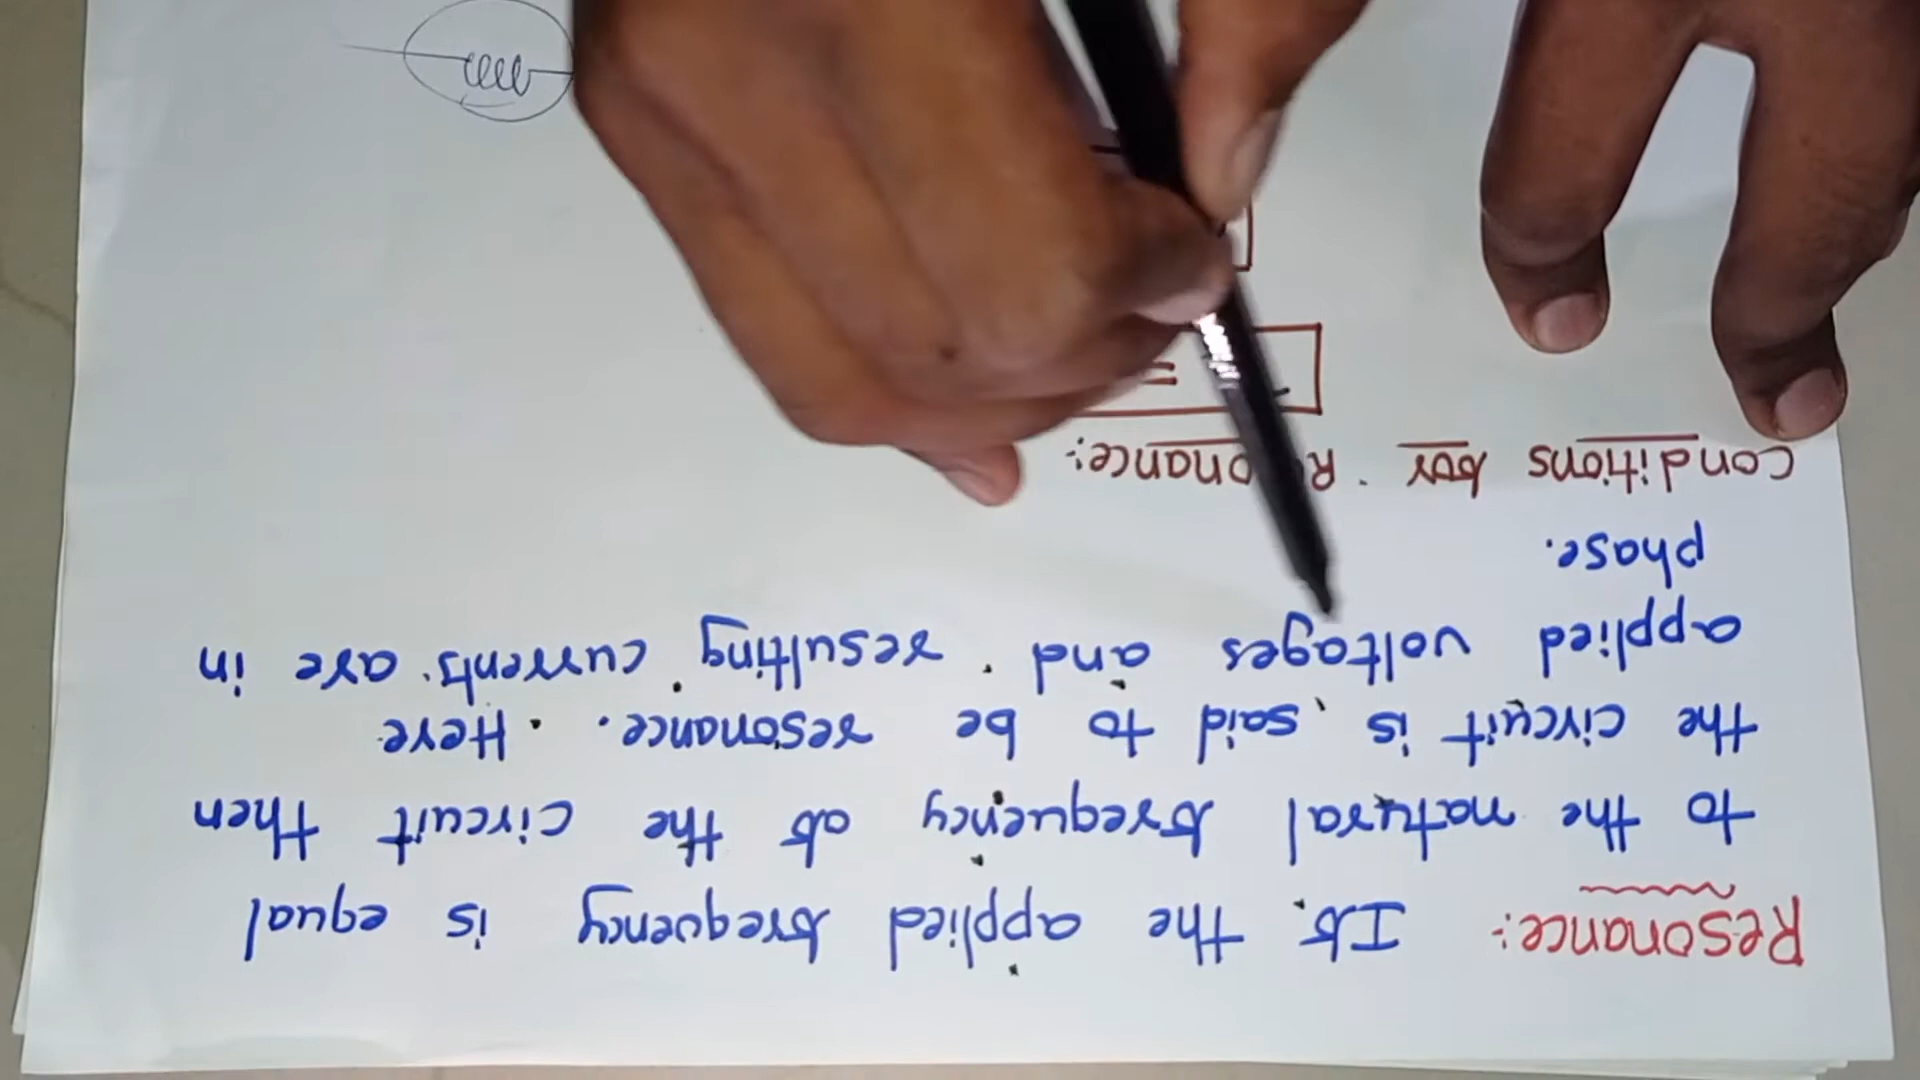 Resonance:- If the applied frequency is equal
to the natural frequency of the circuit then
the circuit is said to be resonance. Here
applied voltages and resulting currents are in
phase.
Conditions for Resonance:-
=